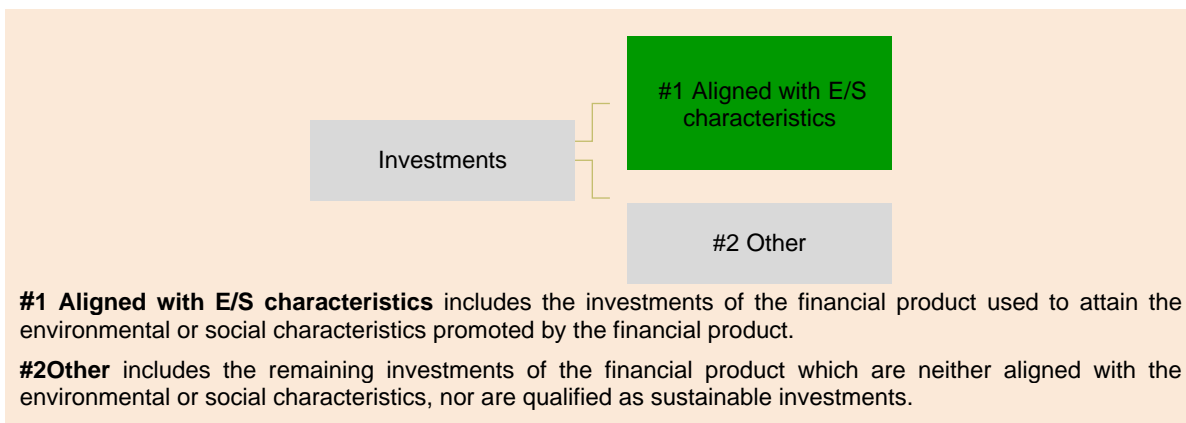 #1 Aligned with E/S
characteristics
Investments
#2 Other
#1 Aligned with E/S characteristics includes the investments of the financial product used to attain the
environmental or social characteristics promoted by the financial product.
#2Other includes the remaining investments of the financial product which are neither aligned with the
environmental or social characteristics, nor are qualified as sustainable investments.